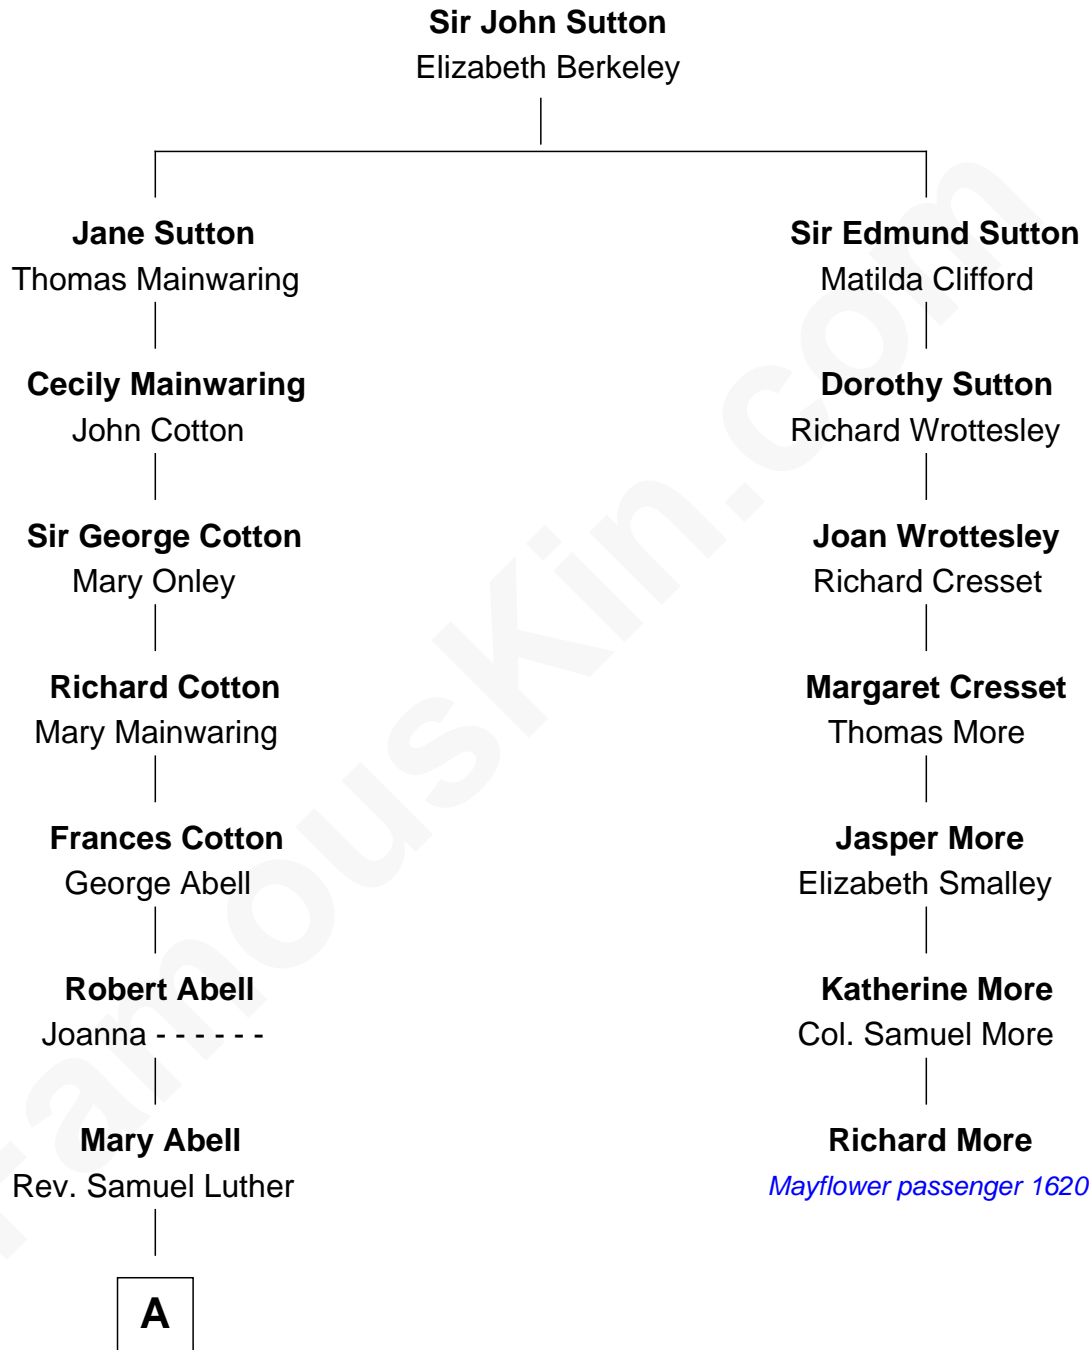 Sir John Sutton
Elizabeth Berkeley
Jane Sutton
Thomas Mainwaring
Sir Edmund Sutton
Matilda Clifford
Cecily Mainwaring
John Cotton
Dorothy Sutton
Richard Wrottesley
Sir George Cotton
Mary Onley
Joan Wrottesley
Richard Cresset
Richard Cotton
Mary Mainwaring
Margaret Cresset
Thomas More
Frances Cotton
George Abell
Jasper More
Elizabeth Smalley
Robert Abell
Joanna - - - - - -
Katherine More
Col. Samuel More
Mary Abell
Rev. Samuel Luther
Richard More
Mayflower passenger 1620
A
FamousKin.com